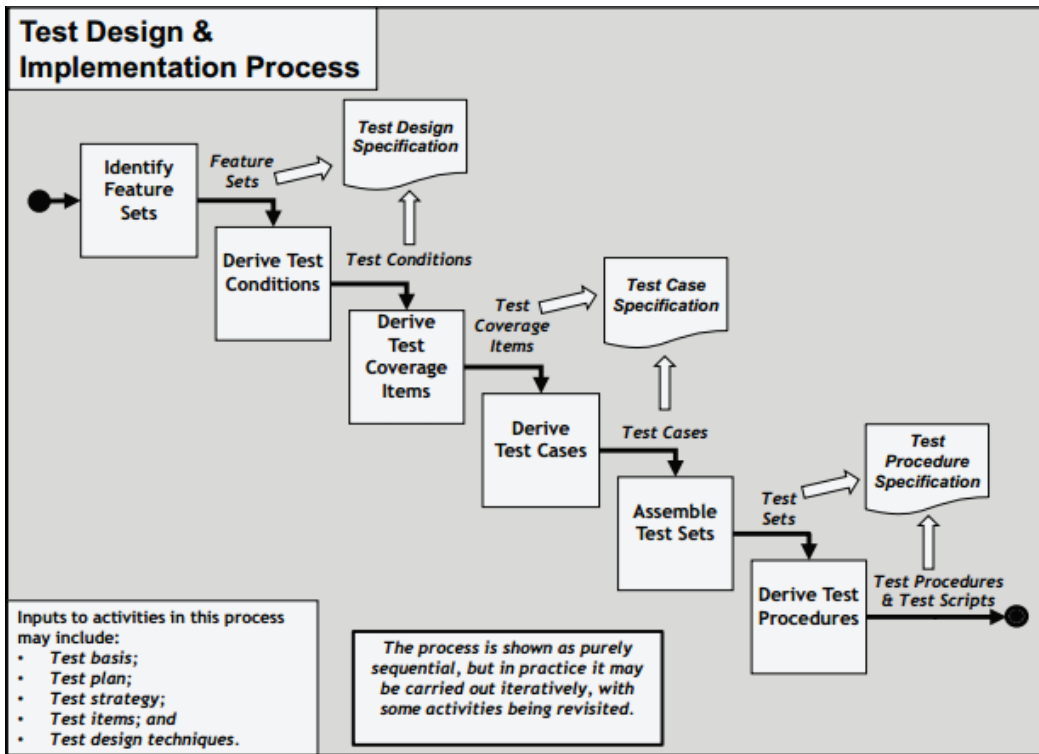 Test Design &
Implementation Process
Test Design
Specification
Identify
Feature
Sets
Feature
Sets
Derive Test
Conditions
Test Conditions
Test Case
Specification
Derive
Test
Coverage
Items
Test
Coverage
Items
Derive
Test Cases
Test Cases
Test
Procedure
Specification
Assemble
Test Sets
Test
Sets
Derive Test
Procedures
Test Procedures
& Test Scripts
Inputs to activities in this process
may include:
• Test basis;
• Test plan;
• Test strategy;
• Test items; and
• Test design techniques.
The process is shown as purely
sequential, but in practice it may
be carried out iteratively, with
some activities being revisited.